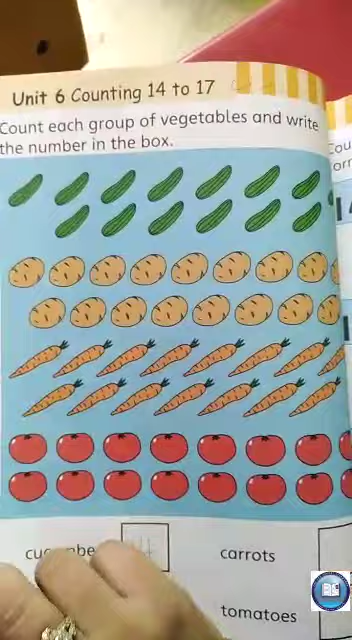 Unit 6 Counting 14 to 17
Count each group of vegetables and write
the number in the box.
carrots
tomatoes